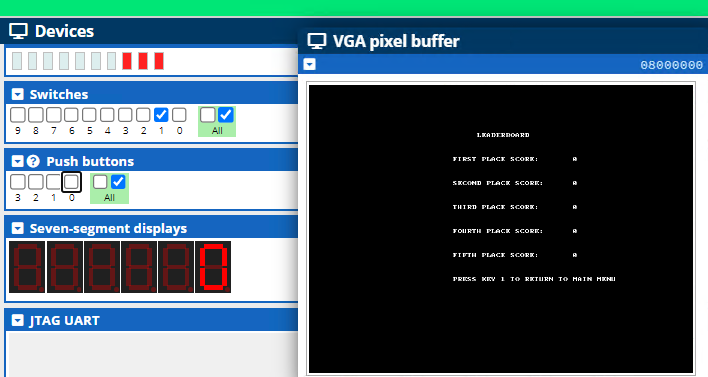 Devices
Switches
9 8 7 6 5 4 3 2 1 0 All
Push buttons
3 2 1 0 All
Seven-segment displays
0
JTAG UART
VGA pixel buffer
08000000
LEADERBOARD
FIRST PLACE SCORE: 0
SECOND PLACE SCORE: 0
THIRD PLACE SCORE: 0
FOURTH PLACE SCORE: 0
FIFTH PLACE SCORE: 0
PRESS KEY 1 TO RETURN TO MAIN MENU